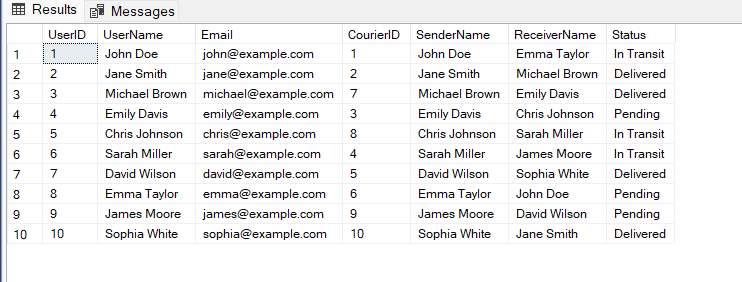 Results Messages
UserID UserName Email CourierID SenderName ReceiverName Status
1 1 John Doe john@example.com 1 John Doe Emma Taylor In Transit
2 2 Jane Smith jane@example.com 2 Jane Smith Michael Brown Delivered
3 3 Michael Brown michael@example.com 7 Michael Brown Emily Davis Delivered
4 4 Emily Davis emily@example.com 3 Emily Davis Chris Johnson Pending
5 5 Chris Johnson chris@example.com 8 Chris Johnson Sarah Miller In Transit
6 6 Sarah Miller sarah@example.com 4 Sarah Miller James Moore In Transit
7 7 David Wilson david@example.com 5 David Wilson Sophia White Delivered
8 8 Emma Taylor emma@example.com 6 Emma Taylor John Doe Pending
9 9 James Moore james@example.com 9 James Moore David Wilson Pending
10 10 Sophia White sophia@example.com 10 Sophia White Jane Smith Delivered